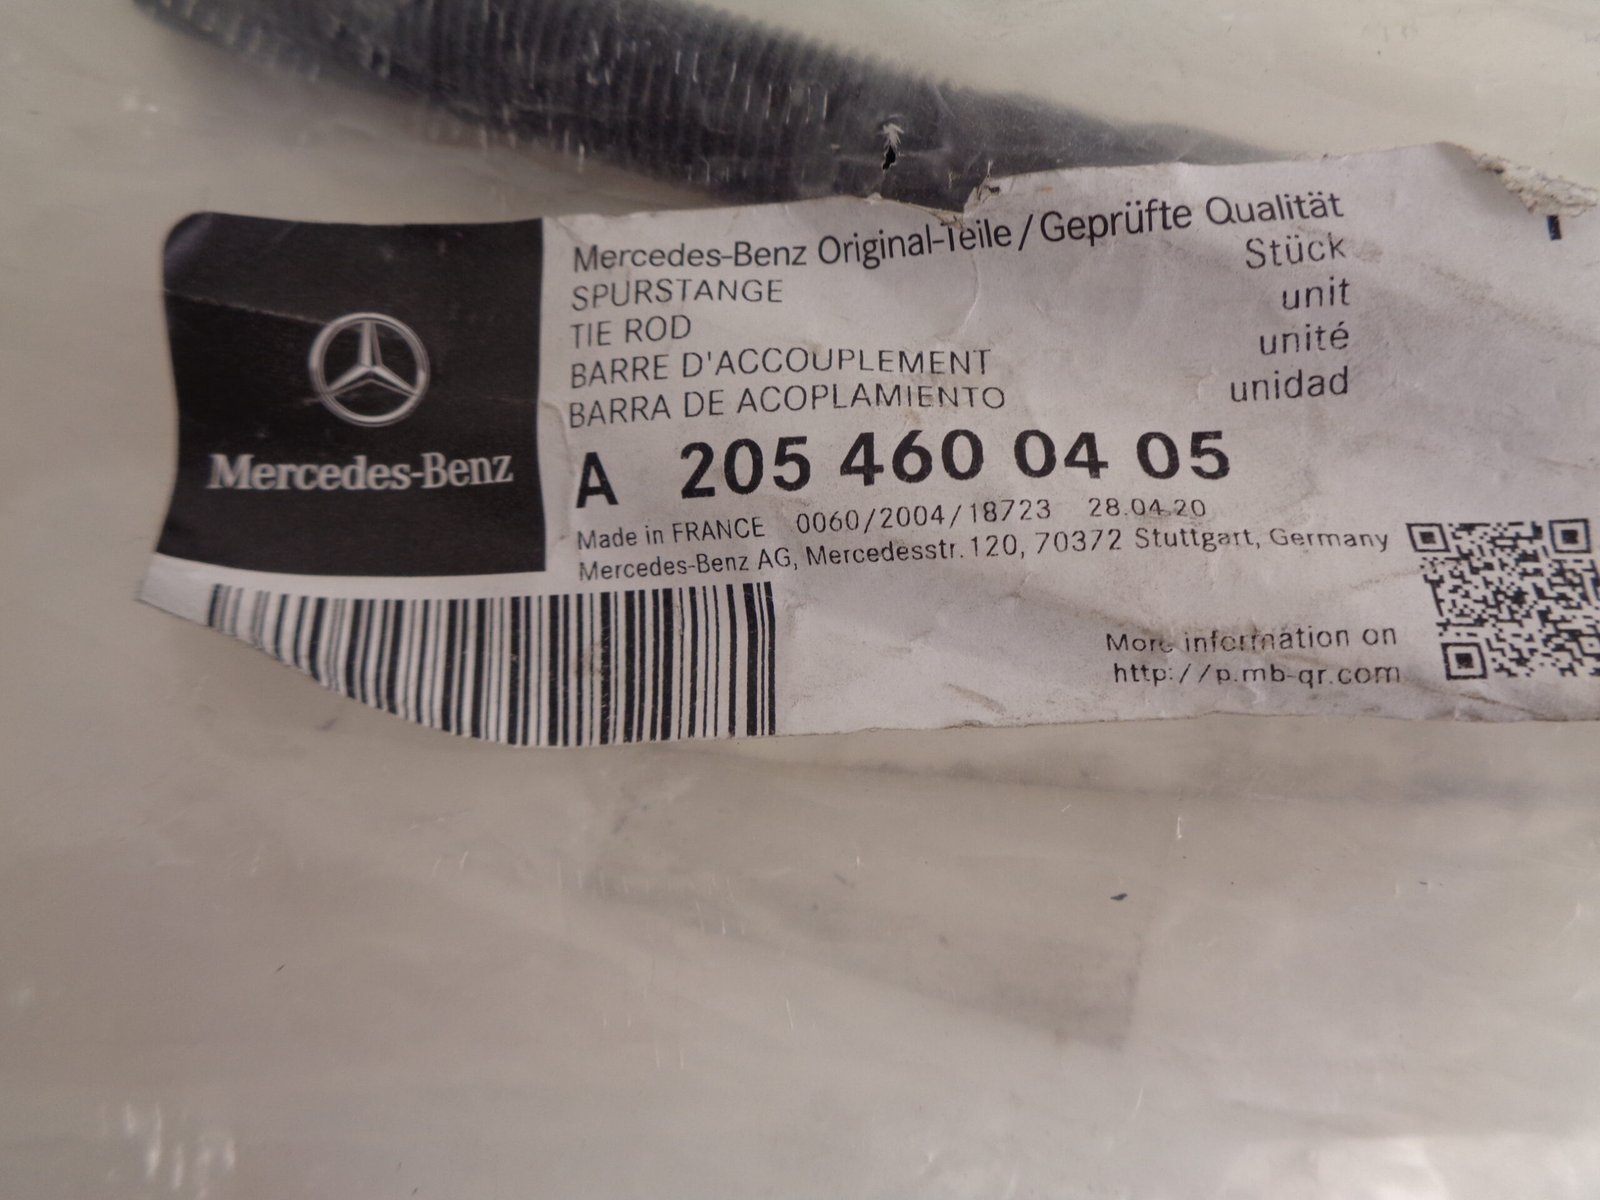 Mercedes-Benz
Mercedes-Benz Original-Teile/Geprüfte Qualität
SPURSTANGE Stück
TIE ROD unit
BARRE D'ACCOUPLEMENT unité
BARRA DE ACOPLAMIENTO unidad
A 205 460 04 05
Made in FRANCE 0060/2004/18723 28.04.20
Mercedes-Benz AG, Mercedesstr. 120, 70372 Stuttgart, Germany
More information on
http://p.mb-qr.com